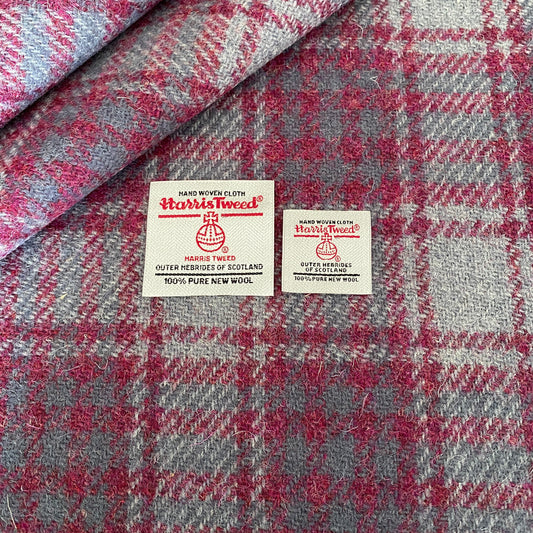 HAND WOVEN CLOTH
Harris Tweed®
®
HARRIS TWEED
OUTER HEBRIDES OF SCOTLAND
100% PURE NEW WOOL
HAND WOVEN CLOTH
Harris Tweed®
®
OUTER HEBRIDES
OF SCOTLAND
100% PURE NEW WOOL